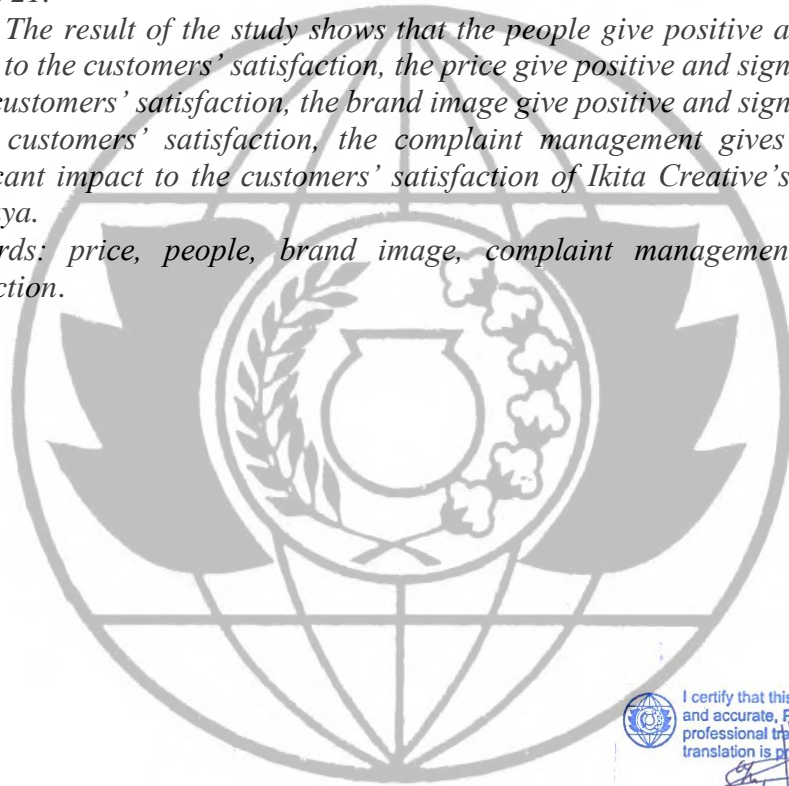 21.
The result of the study shows that the people give positive a
to the customers' satisfaction, the price give positive and sign
customers' satisfaction, the brand image give positive and sign
customers' satisfaction, the complaint management gives
cant impact to the customers' satisfaction of Ikita Creative's
ya.
rds: price, people, brand image, complaint managemen
ction.
I certify that this
and accurate,
professional
translation is